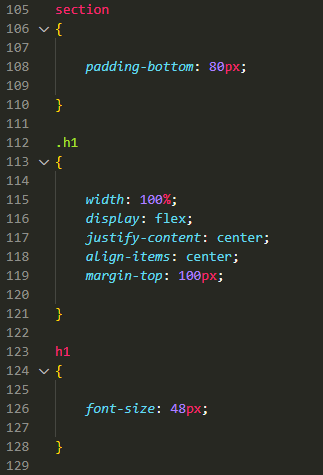 105 section
106 {
107
108 padding-bottom: 80px;
109
110 }
111
112 .h1
113 {
114
115 width: 100%;
116 display: flex;
117 justify-content: center;
118 align-items: center;
119 margin-top: 100px;
120
121 }
122
123 h1
124 {
125
126 font-size: 48px;
127
128 }
129